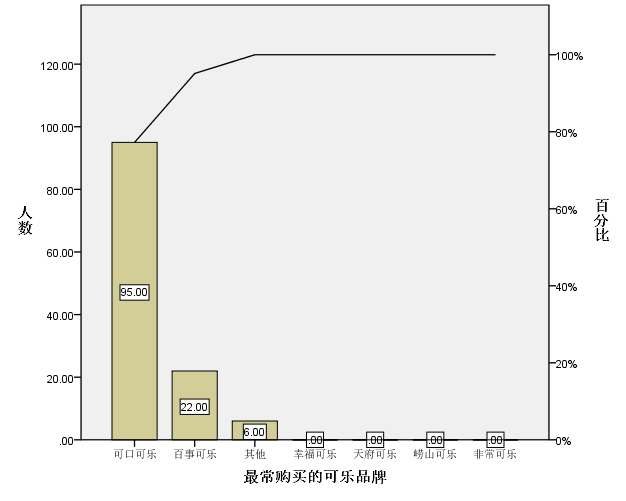 120.00
100.00
80.00
60.00
40.00
20.00
.00
人数
100%
80%
60%
40%
20%
0%
百分比
95.00
22.00
6.00
.00
.00
.00
.00
可口可乐
百事可乐
其他
幸福可乐
天府可乐
崂山可乐
非常可乐
最常购买的可乐品牌